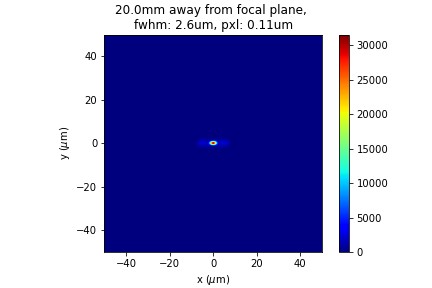 20.0mm away from focal plane,
fwhm: 2.6um, pxl: 0.11um
40
20
0
−20
−40
y (μm)
−40 −20 0 20 40
x (μm)
30000
25000
20000
15000
10000
5000
0